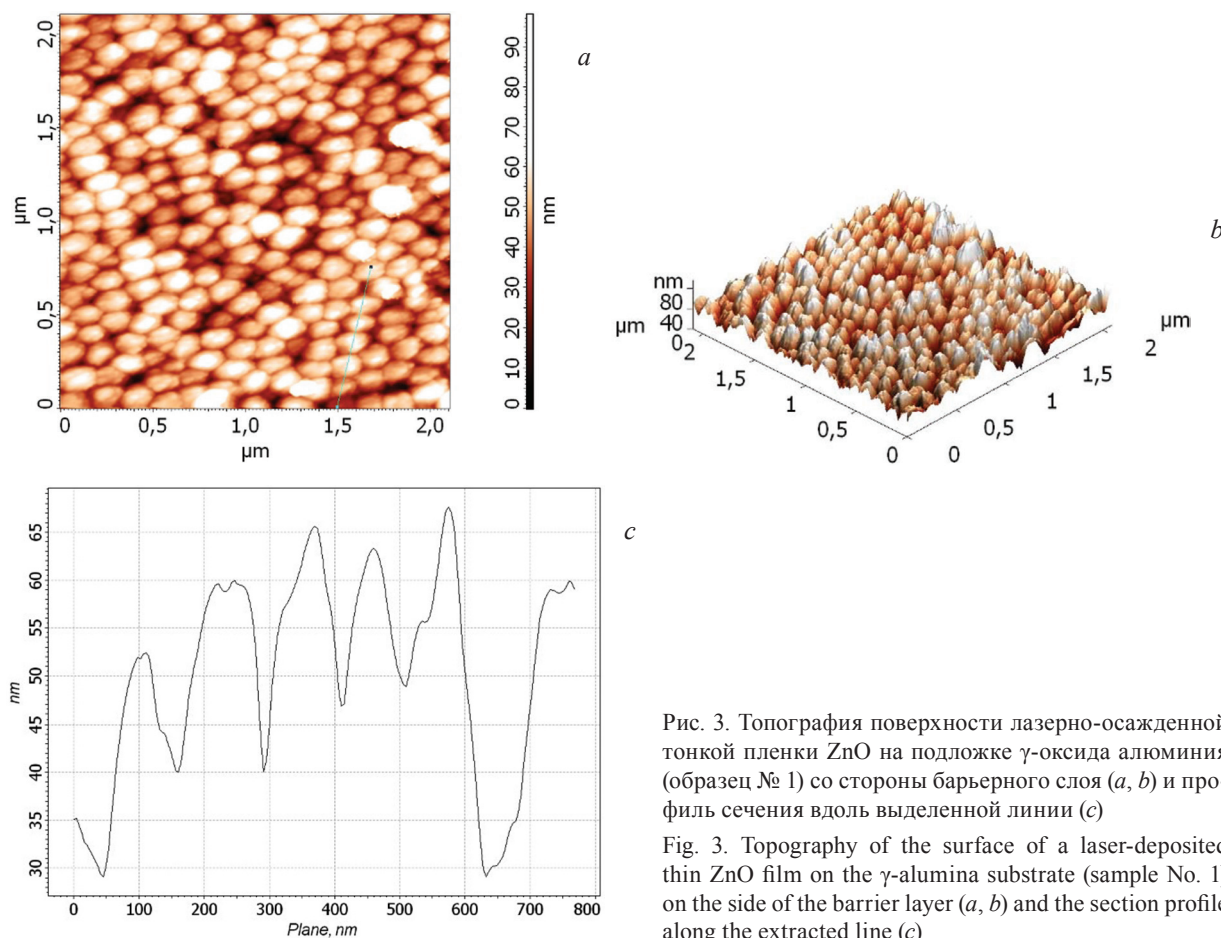 2,0
1,5
1,0
0,5
0
µm
0 0,5 1,0 1,5 2,0
µm
90
80
70
60
50
40
30
20
10
0
nm
a
nm
80
40
0
µm
2
1,5
1
0,5
0
0
0,5
1
1,5
2
µm
b
65
60
55
50
45
40
35
30
nm
0 100 200 300 400 500 600 700 800
Plane, nm
c
Рис. 3. Топография поверхности лазерно-осажденной
тонкой пленки ZnO на подложке γ-оксида алюминия
(образец № 1) со стороны барьерного слоя (a, b) и про-
филь сечения вдоль выделенной линии (c)
Fig. 3. Topography of the surface of a laser-deposited
thin ZnO film on the γ-alumina substrate (sample No. 1)
on the side of the barrier layer (a, b) and the section profile
along the extracted line (c)